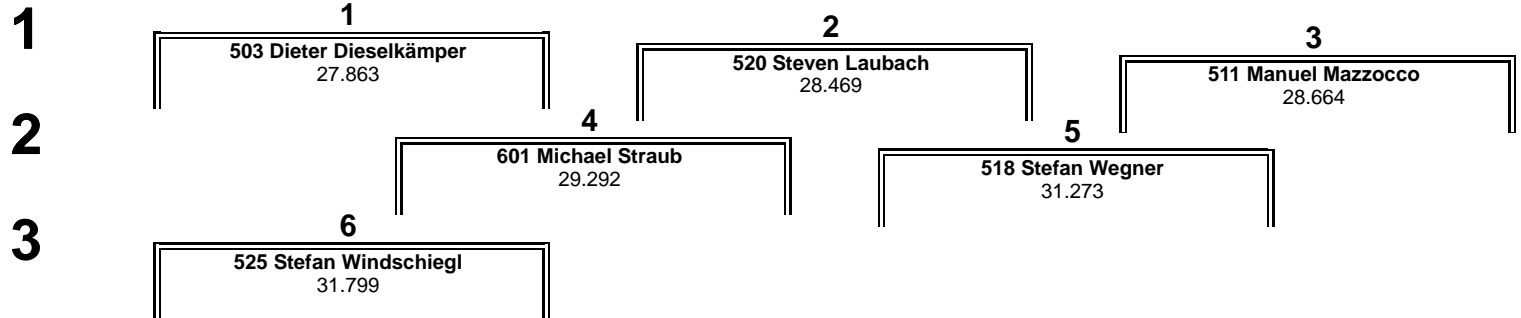 1
1
503 Dieter Dieselkämper
27.863
2
520 Steven Laubach
28.469
3
511 Manuel Mazzocco
28.664
2
4
601 Michael Straub
29.292
5
518 Stefan Wegner
31.273
3
6
525 Stefan Windschiegl
31.799